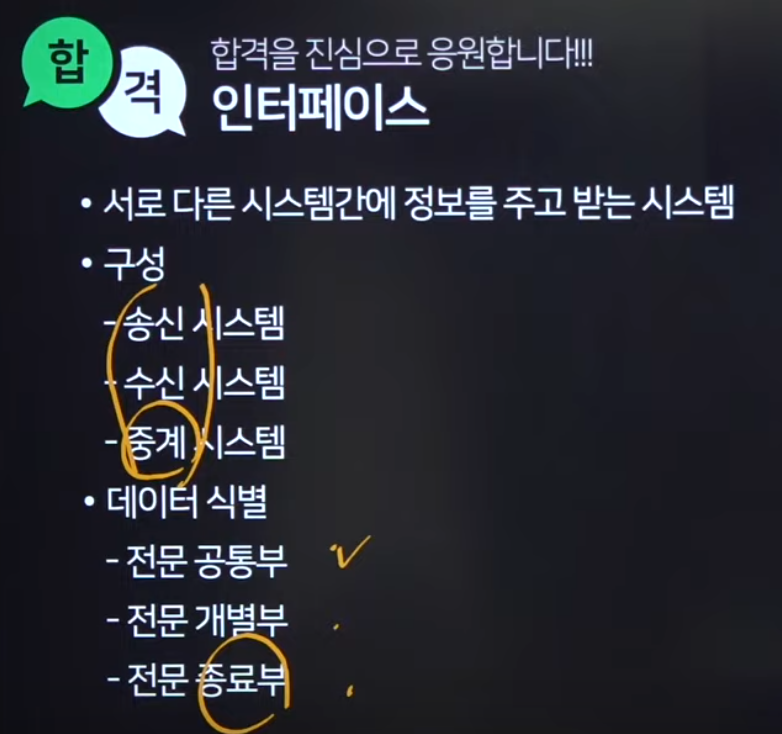 합격
합격을 진심으로 응원합니다!!!
인터페이스
• 서로 다른 시스템간에 정보를 주고 받는 시스템
• 구성
- 송신 시스템
- 수신 시스템
- 중계 시스템
• 데이터 식별
- 전문 공통부
- 전문 개별부
- 전문 종료부